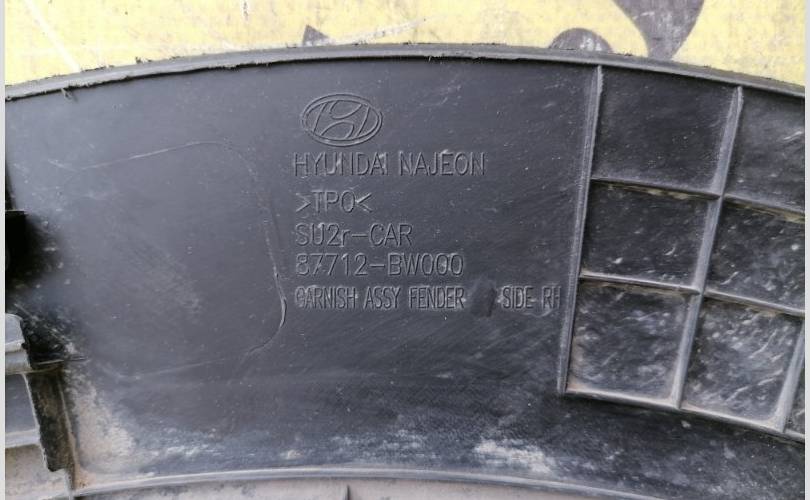 HYUNDAI NAJEON
>TPO<
SU2r-CAR
87712-BW000
GARNISH ASSY FENDER SIDE RH